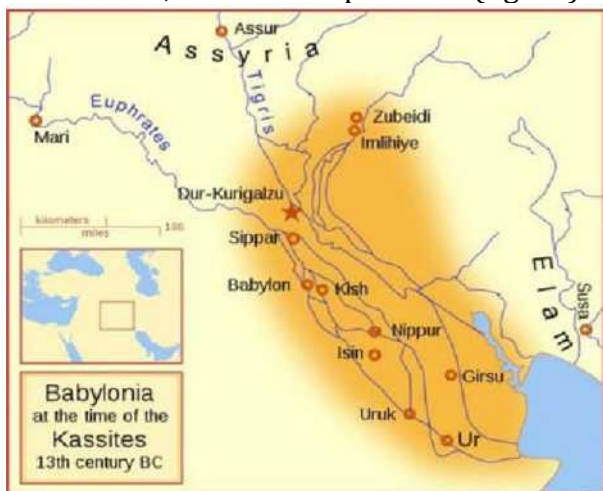 Assur
Assyria
Tigris
Euphrates
Mari
Zubeidi
Imlihiye
Dur-Kurigalzu
kilometers
miles
100
Sippar
Babylon
Kish
Elam
Susa
Nippur
Isin
Girsu
Uruk
Ur
Babylonia
at the time of the
Kassites
13th century BC